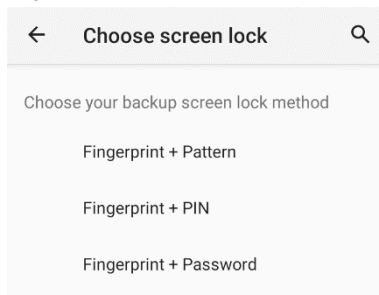 Choose screen lock
Choose your backup screen lock method
Fingerprint + Pattern
Fingerprint + PIN
Fingerprint + Password